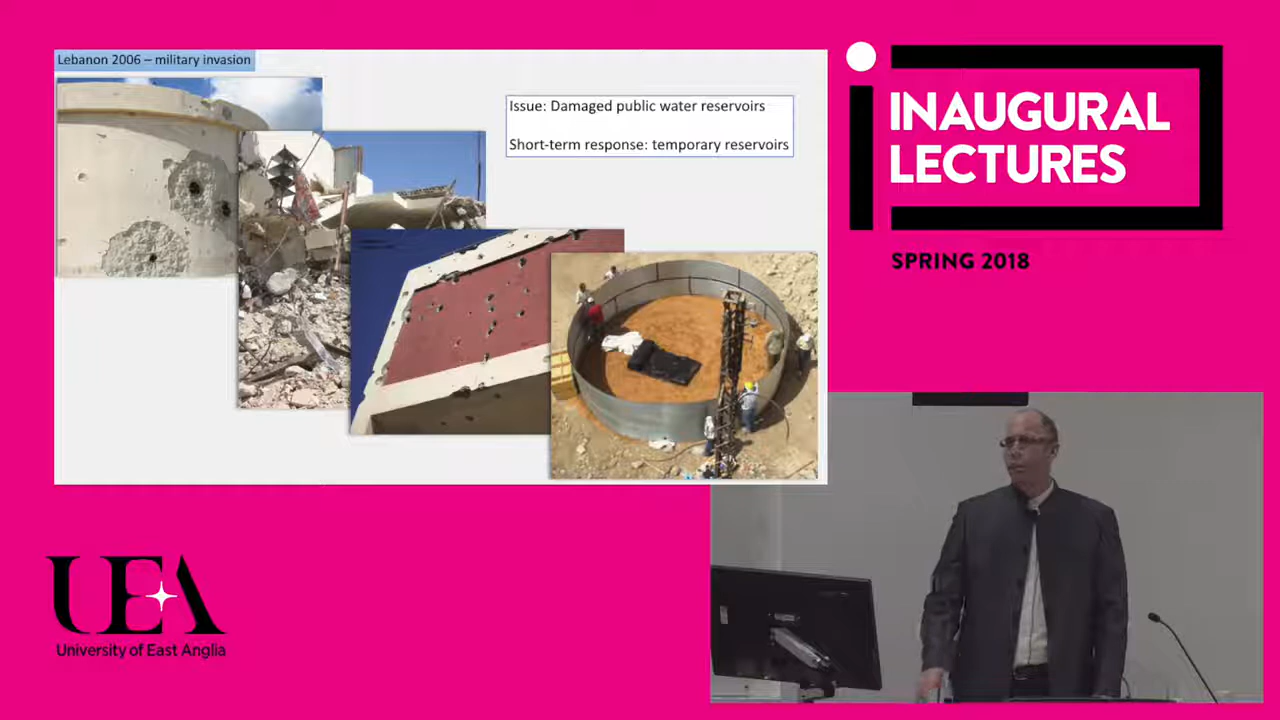 Lebanon 2006 – military invasion
Issue: Damaged public water reservoirs
Short-term response: temporary reservoirs
INAUGURAL
LECTURES
SPRING 2018
UEA
University of East Anglia